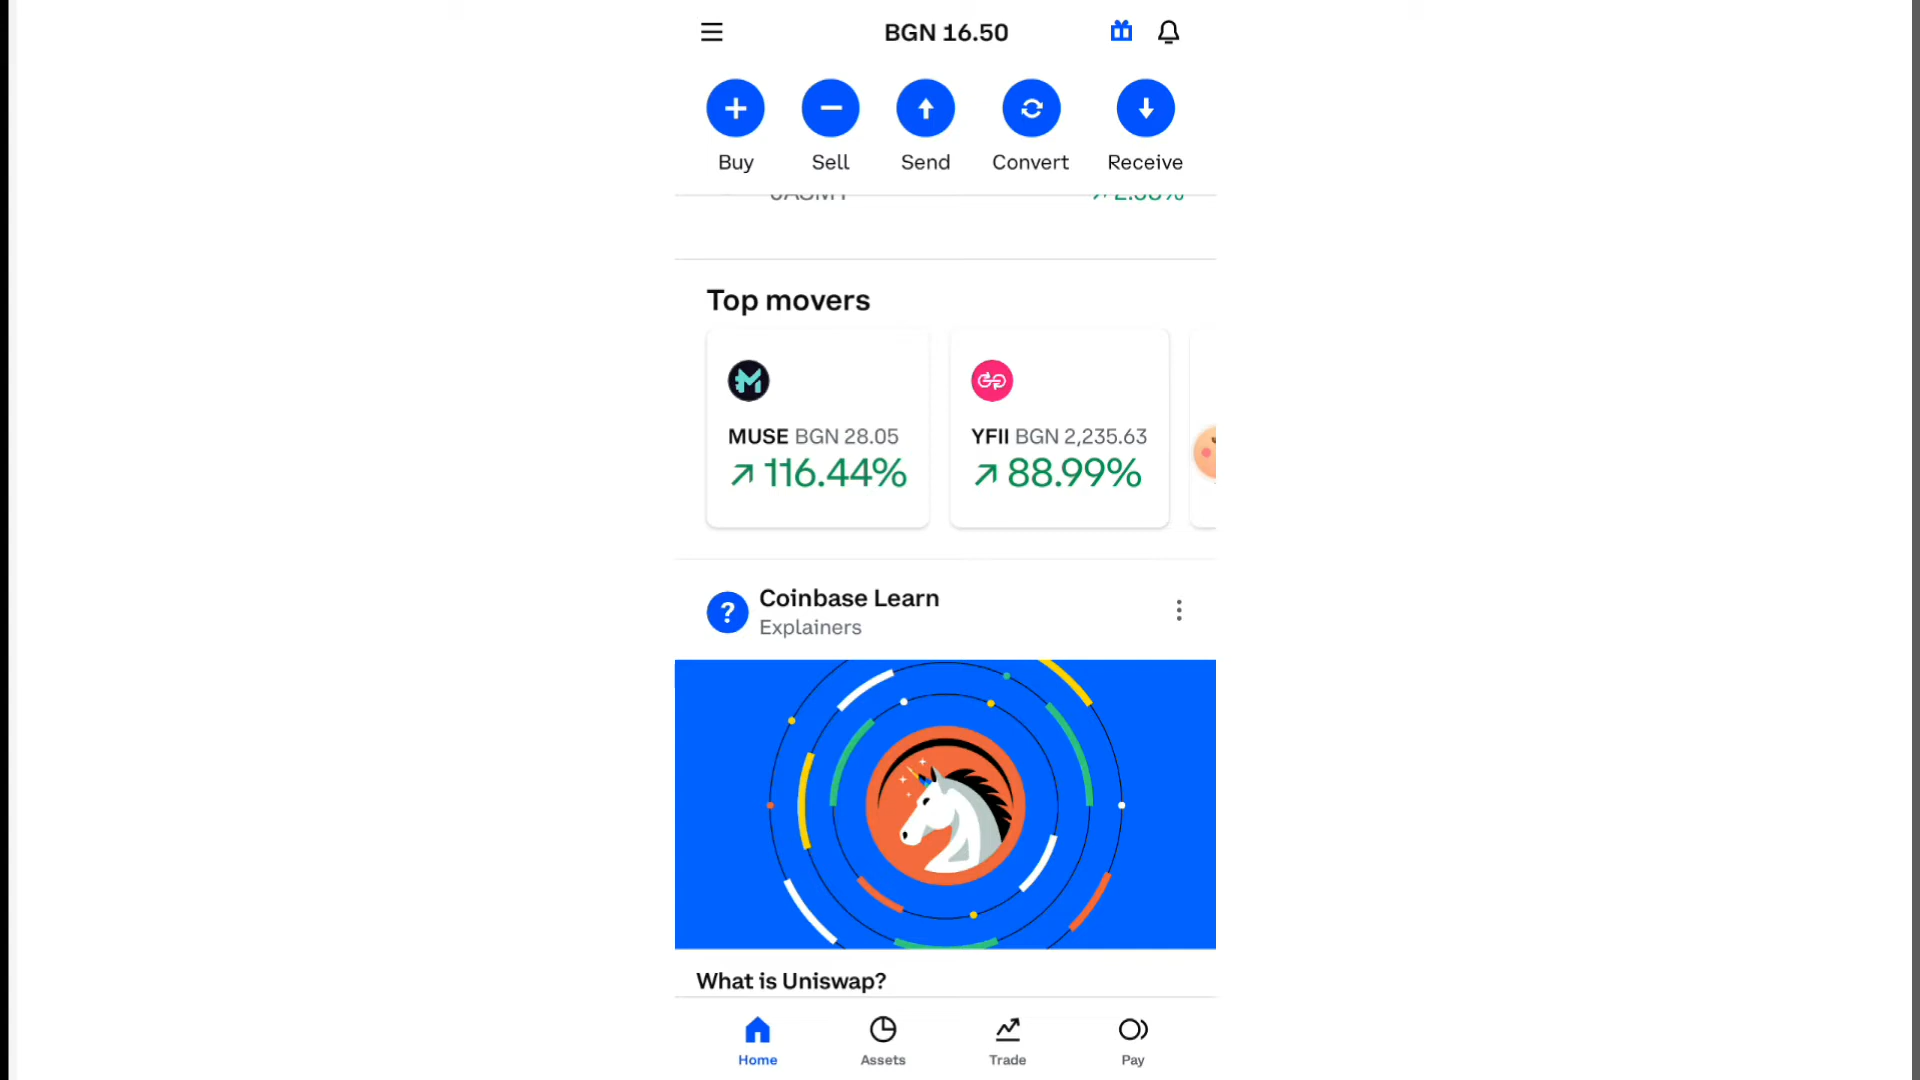 BGN 16.50
Buy Sell Send Convert Receive
Top movers
MUSE BGN 28.05
↗ 116.44%
YFII BGN 2,235.63
↗ 88.99%
Coinbase Learn
Explainers
What is Uniswap?
Home Assets Trade Pay